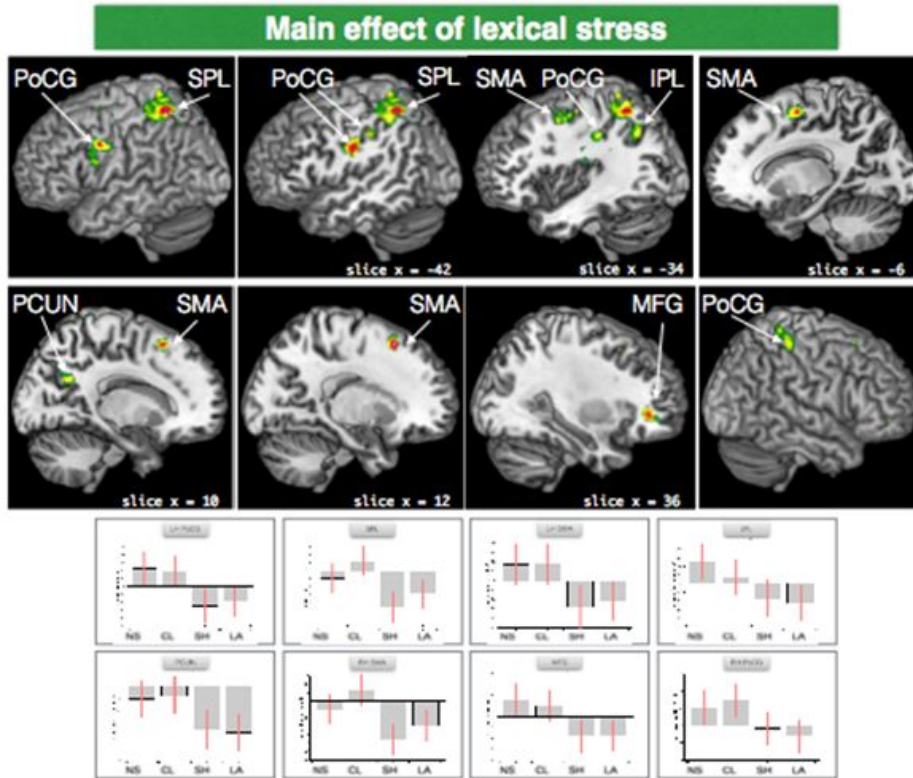 Main effect of lexical stress
PoCG SPL
PoCG SPL
slice x = -42
SMA PoCG IPL
slice x = -34
SMA
slice x = -6
PCUN SMA
slice x = 10
SMA
slice x = 12
MFG
slice x = 36
PoCG
NS CL SH LA
SPL
NS CL SH LA
NS CL SH LA
IPL
NS CL SH LA
PCUN
NS CL SH LA
NS CL SH LA
MFG
NS CL SH LA
NS CL SH LA